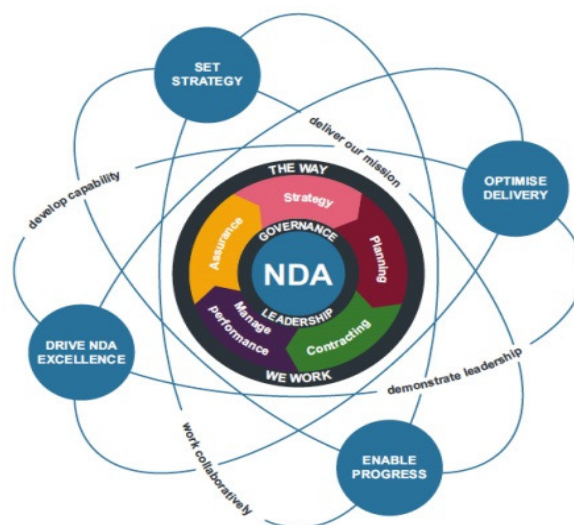 SET
STRATEGY
deliver our mission
THE WAY
develop capability
OPTIMISE
DELIVERY
Strategy
Assurance
GOVERNANCE
Planning
NDA
LEADERSHIP
Manage
performance
Contracting
WE WORK
DRIVE NDA
EXCELLENCE
demonstrate leadership
work collaboratively
ENABLE
PROGRESS